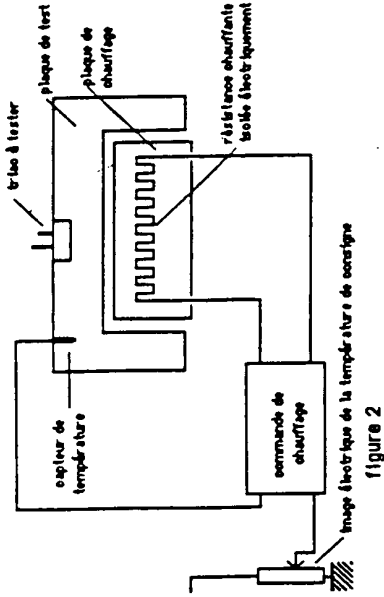 triac à tester
plaque de test
plaque de
chauffage
capteur de
température
résistance chauffante
isolée électriquement
commande de
chauffage
image électrique de la température de consigne
figure 2